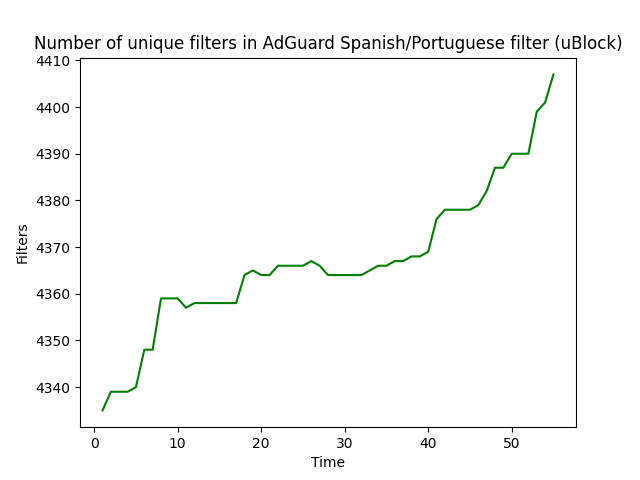 Number of unique filters in AdGuard Spanish/Portuguese filter (uBlock)
4410
4400
4390
4380
4370
4360
4350
4340
Filters
0 10 20 30 40 50
Time